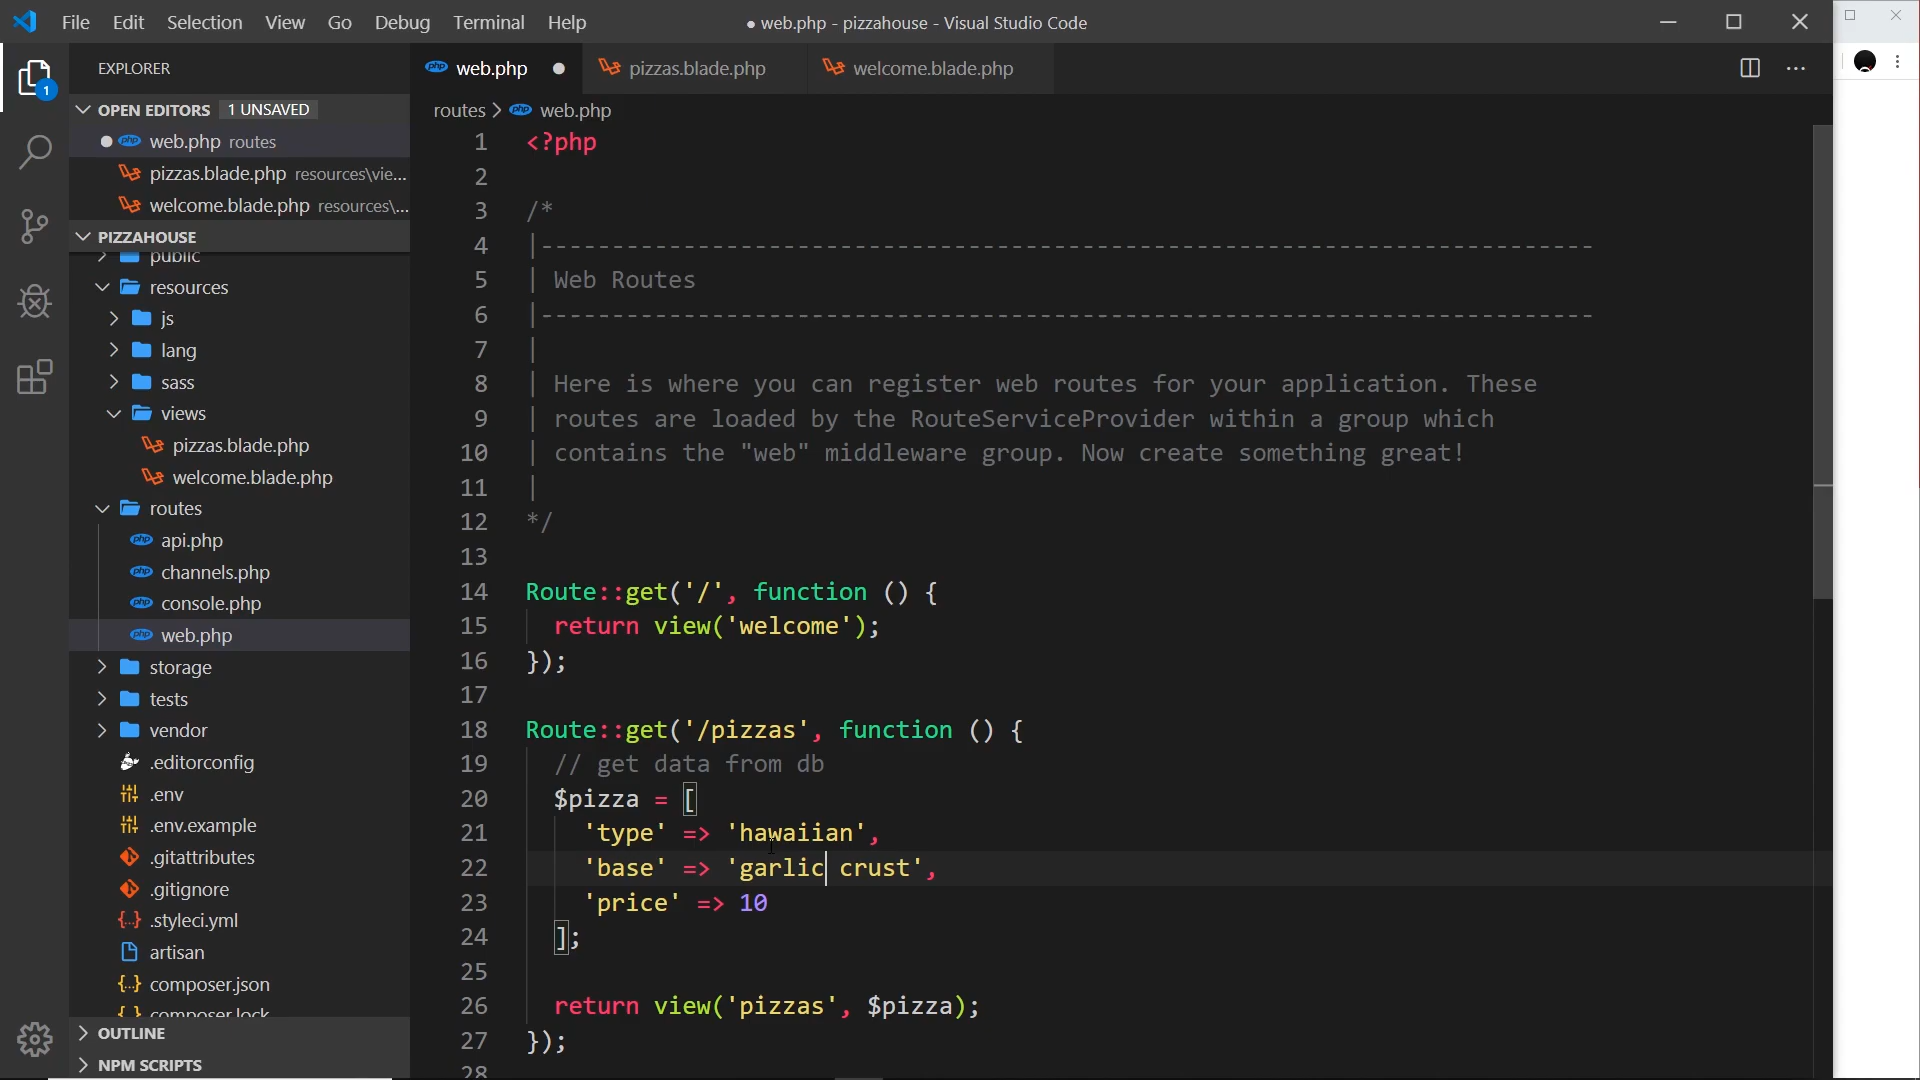 File Edit Selection View Go Debug Terminal Help
● web.php - pizzahouse - Visual Studio Code
EXPLORER
1
OPEN EDITORS 1 UNSAVED
web.php routes
pizzas.blade.php resources\vie...
welcome.blade.php resources\...
PIZZAHOUSE
public
resources
js
lang
sass
views
pizzas.blade.php
welcome.blade.php
routes
api.php
channels.php
console.php
web.php
storage
tests
vendor
.editorconfig
.env
.env.example
.gitattributes
.gitignore
.styleci.yml
artisan
composer.json
composer.lock
OUTLINE
NPM SCRIPTS
web.php
pizzas.blade.php
welcome.blade.php
routes > web.php
1 <?php
2
3 /*
4 |--------------------------------------------------------------------------
5 | Web Routes
6 |--------------------------------------------------------------------------
7 |
8 | Here is where you can register web routes for your application. These
9 | routes are loaded by the RouteServiceProvider within a group which
10 | contains the "web" middleware group. Now create something great!
11 |
12 */
13
14 Route::get('/', function () {
15 return view('welcome');
16 });
17
18 Route::get('/pizzas', function () {
19 // get data from db
20 $pizza = [
21 'type' => 'hawaiian',
22 'base' => 'garlic crust',
23 'price' => 10
24 ];
25
26 return view('pizzas', $pizza);
27 });
28